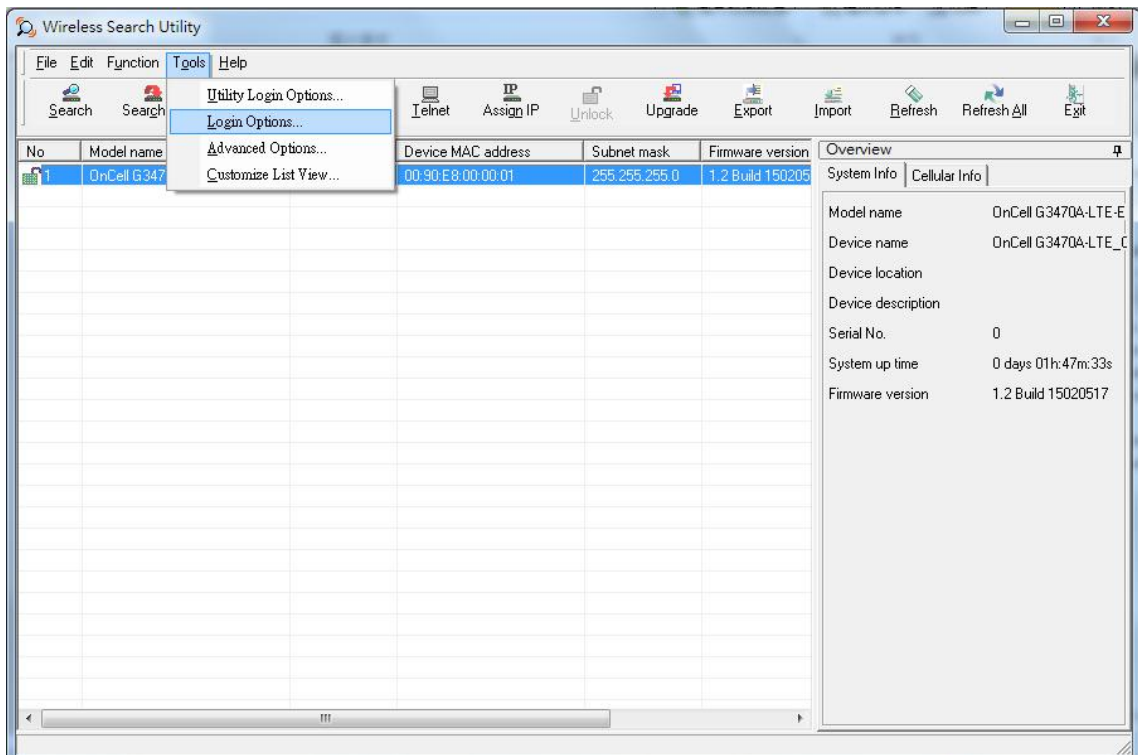 Wireless Search Utility
File Edit Function Tools Help
Search Search Telnet Assign IP Unlock Upgrade Export Import Refresh Refresh All Exit
Utility Login Options...
Login Options...
Advanced Options...
Customize List View...
No Model name Device MAC address Subnet mask Firmware version
1 OnCell G347 00:90:E8:00:00:01 255.255.255.0 1.2 Build 150205
Overview
System Info Cellular Info
Model name OnCell G3470A-LTE-E
Device name OnCell G3470A-LTE_
Device location
Device description
Serial No. 0
System up time 0 days 01h:47m:33s
Firmware version 1.2 Build 15020517